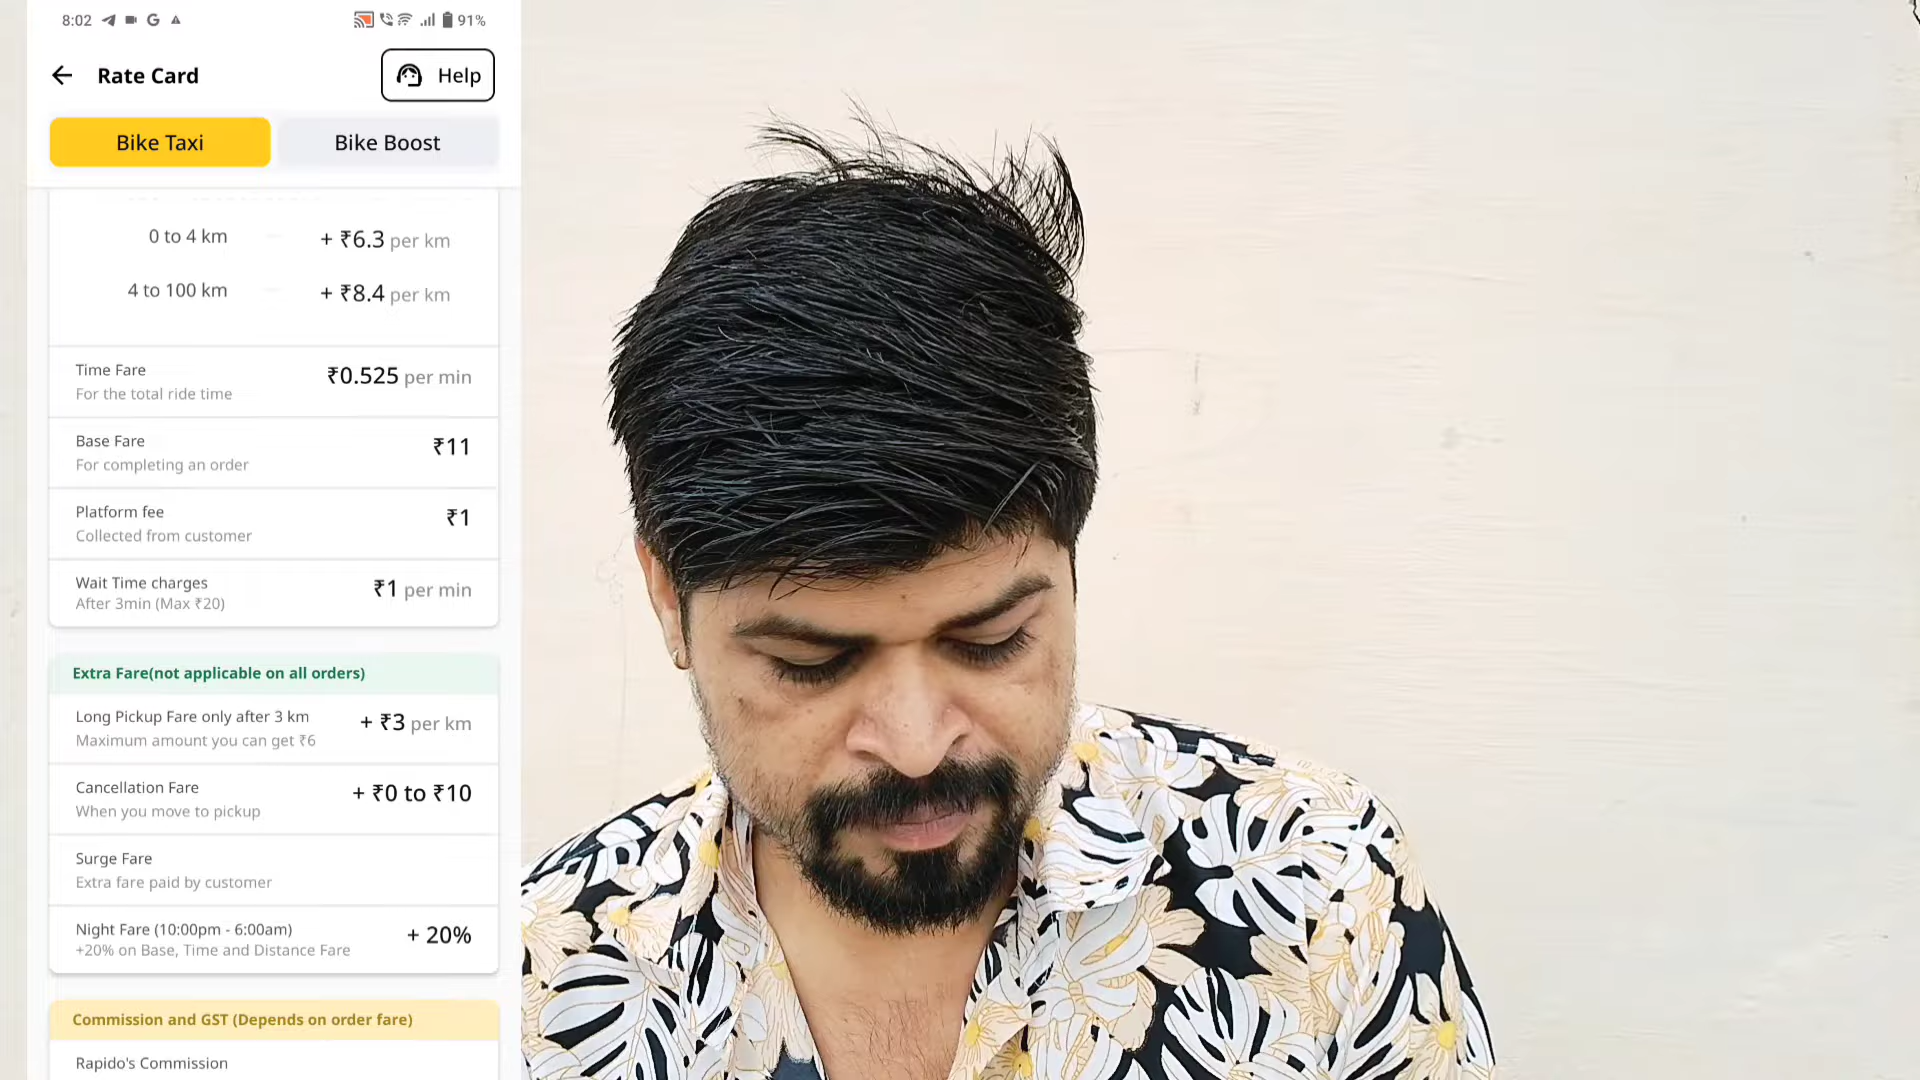 8:02 G 91%
Rate Card Help
Bike Taxi Bike Boost
0 to 4 km + ₹6.3 per km
4 to 100 km + ₹8.4 per km
Time Fare ₹0.525 per min
For the total ride time
Base Fare ₹11
For completing an order
Platform fee ₹1
Collected from customer
Wait Time charges ₹1 per min
After 3min (Max ₹20)
Extra Fare(not applicable on all orders)
Long Pickup Fare only after 3 km + ₹3 per km
Maximum amount you can get ₹6
Cancellation Fare + ₹0 to ₹10
When you move to pickup
Surge Fare
Extra fare paid by customer
Night Fare (10:00pm - 6:00am) + 20%
+20% on Base, Time and Distance Fare
Commission and GST (Depends on order fare)
Rapido's Commission